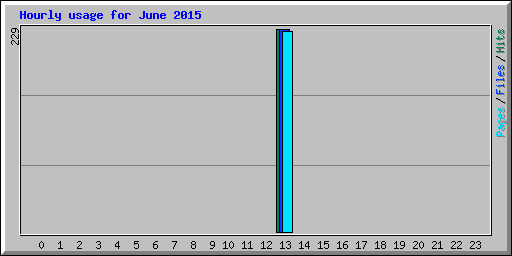 Hourly usage for June 2015
229
Pages/Files/Hits
0 1 2 3 4 5 6 7 8 9 10 11 12 13 14 15 16 17 18 19 20 21 22 23